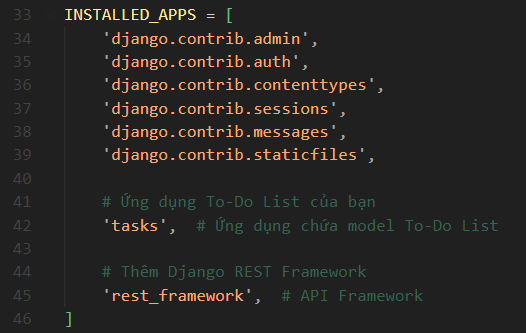 33 INSTALLED_APPS = [
34     'django.contrib.admin',
35     'django.contrib.auth',
36     'django.contrib.contenttypes',
37     'django.contrib.sessions',
38     'django.contrib.messages',
39     'django.contrib.staticfiles',
40
41     # Ứng dụng To-Do List của bạn
42     'tasks',  # Ứng dụng chứa model To-Do List
43
44     # Thêm Django REST Framework
45     'rest_framework',  # API Framework
46 ]